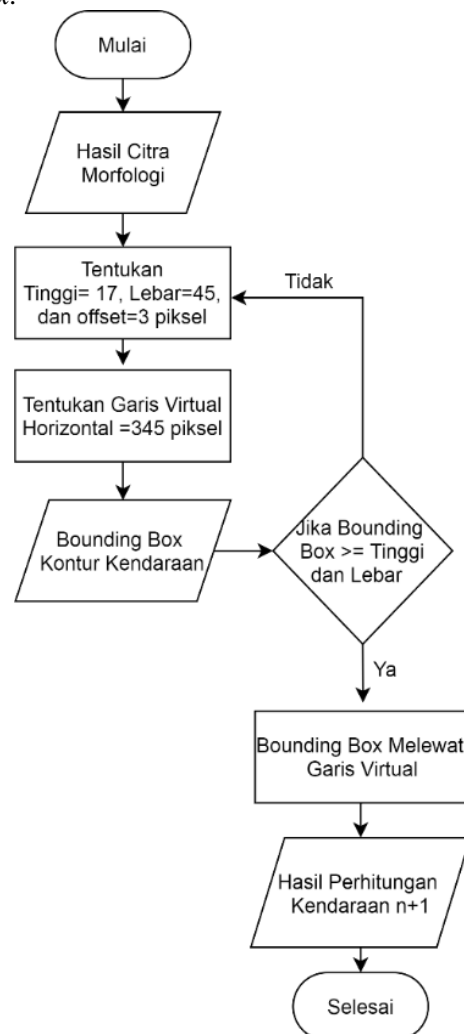 Mulai
Hasil Citra
Morfologi
Tentukan
Tinggi= 17, Lebar=45,
dan offset=3 piksel
Tidak
Tentukan Garis Virtual
Horizontal =345 piksel
Bounding Box
Kontur Kendaraan
Jika Bounding
Box >= Tinggi
dan Lebar
Ya
Bounding Box Melewat
Garis Virtual
Hasil Perhitungan
Kendaraan n+1
Selesai